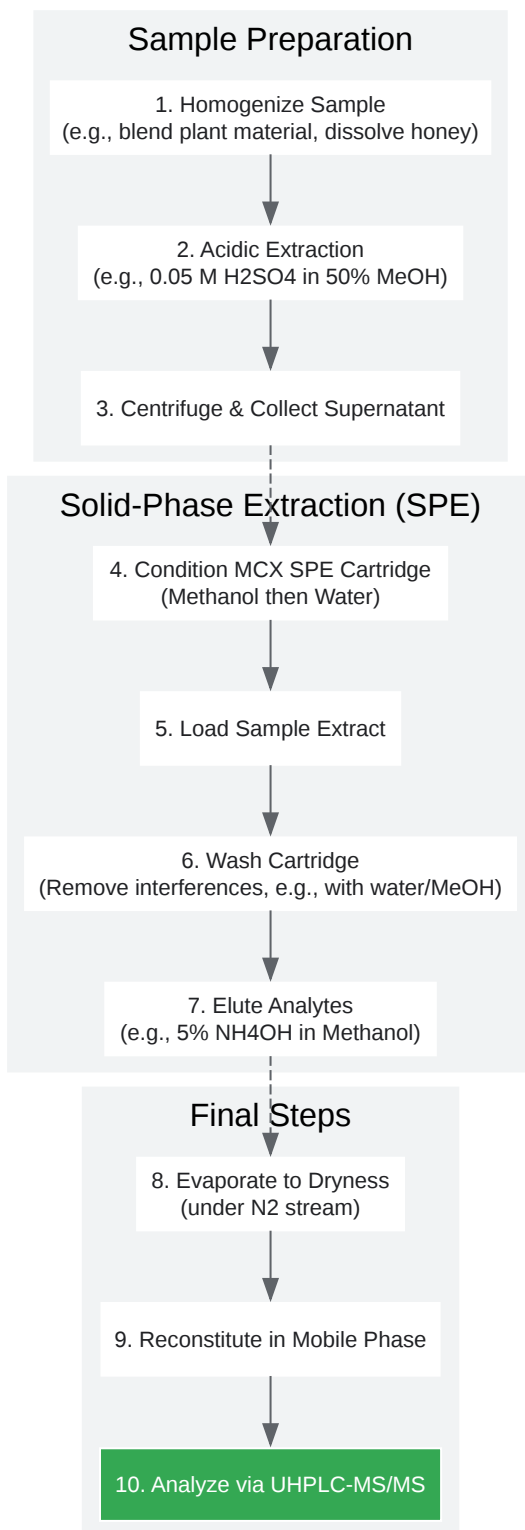 Sample Preparation
1. Homogenize Sample
(e.g., blend plant material, dissolve honey)
2. Acidic Extraction
(e.g., 0.05 M H2SO4 in 50% MeOH)
3. Centrifuge & Collect Supernatant
Solid-Phase Extraction (SPE)
4. Condition MCX SPE Cartridge
(Methanol then Water)
5. Load Sample Extract
6. Wash Cartridge
(Remove interferences, e.g., with water/MeOH)
7. Elute Analytes
(e.g., 5% NH4OH in Methanol)
Final Steps
8. Evaporate to Dryness
(under N2 stream)
9. Reconstitute in Mobile Phase
10. Analyze via UHPLC-MS/MS